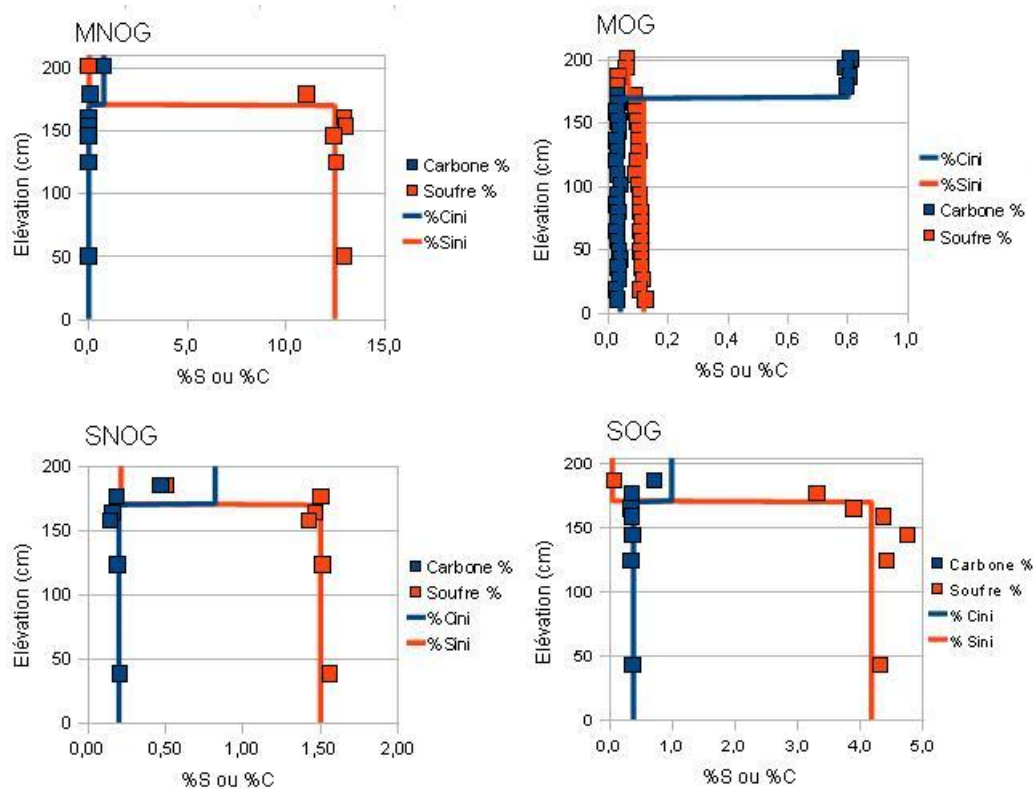 MNOG
200
150
100
50
0
0,0 5,0 10,0 15,0
Elévation (cm)
%S ou %C
Carbone %
Soufre %
%Cini
%Sini
MOG
200
150
100
50
0
0,0 0,2 0,4 0,6 0,8 1,0
Elévation (cm)
%S ou %C
%Cini
%Sini
Carbone %
Soufre %
SNOG
200
150
100
50
0
0,00 0,50 1,00 1,50 2,00
Elévation (cm)
%S ou %C
Carbone %
Soufre %
%Cini
%Sini
SOG
200
150
100
50
0
0,0 1,0 2,0 3,0 4,0 5,0
Elévation (cm)
%S ou %C
Carbone %
Soufre %
% Cini
% Sini